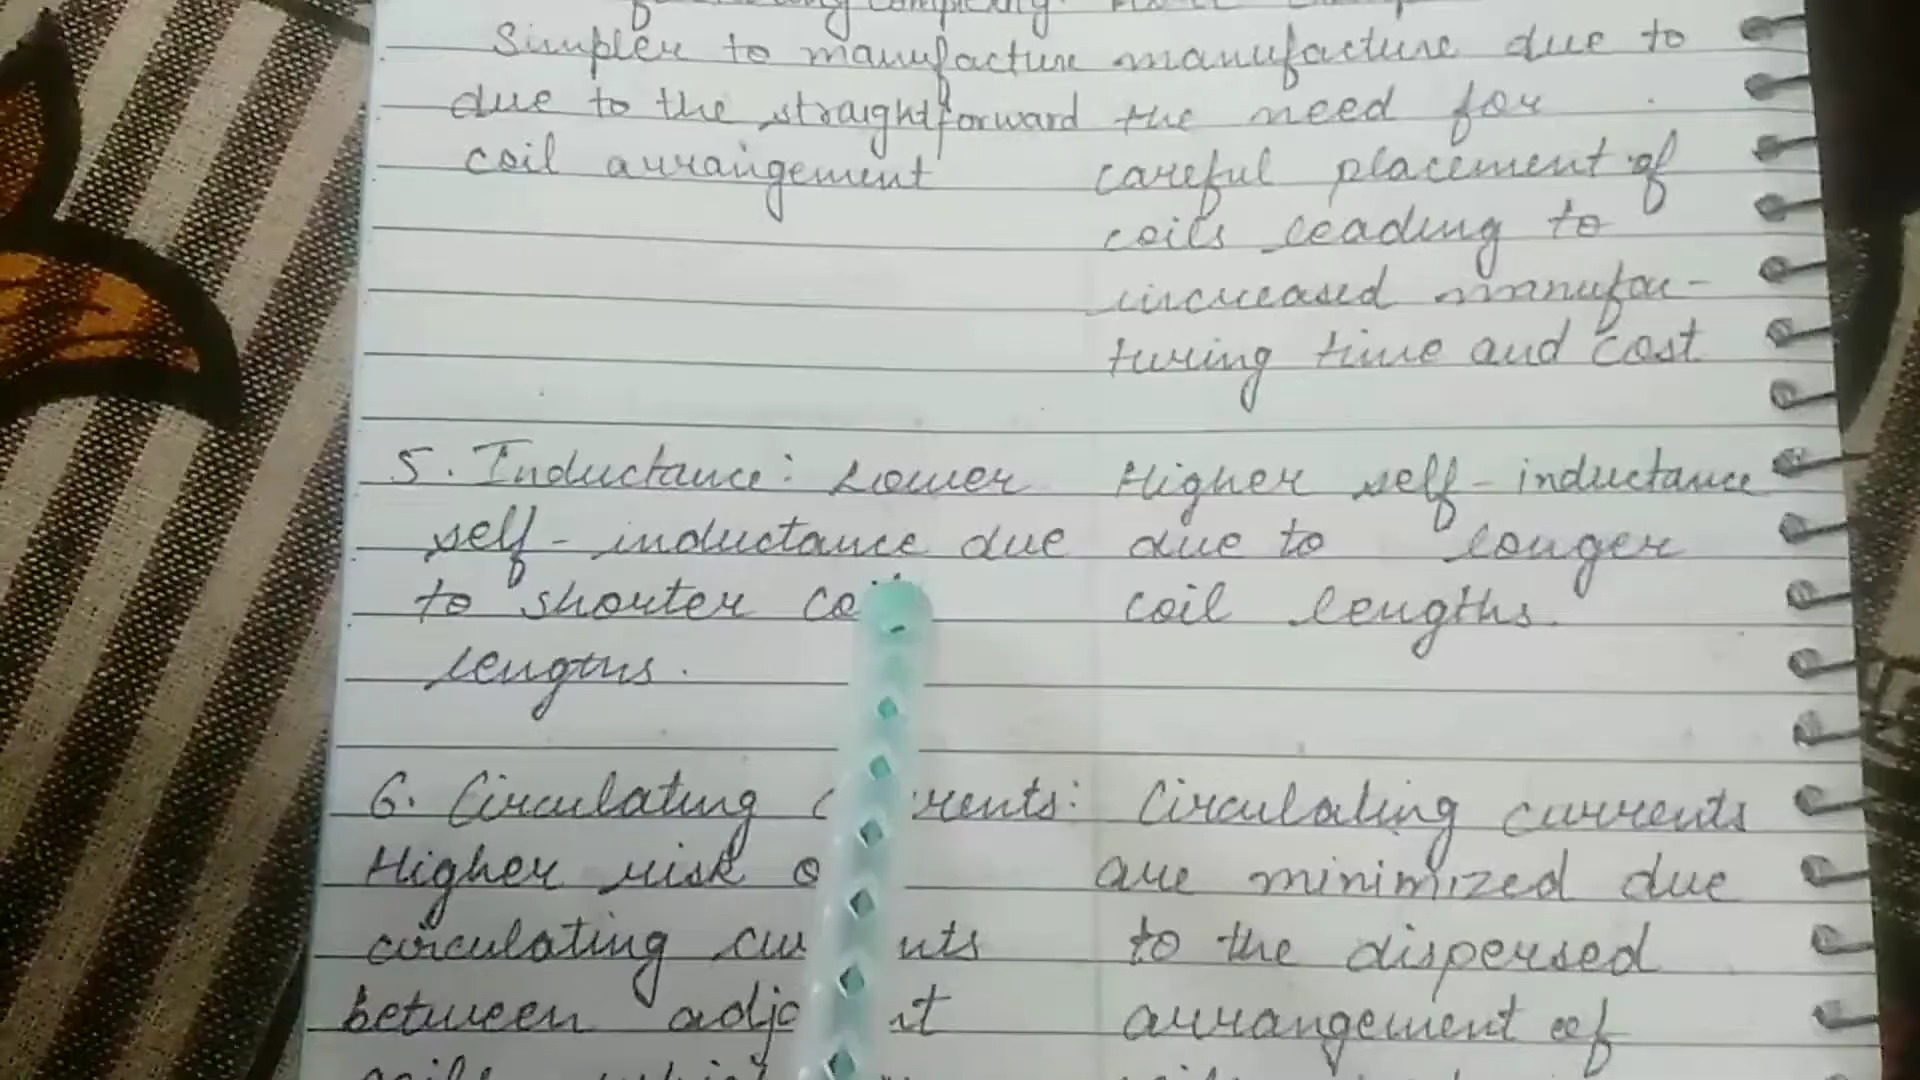 Simpler to manufacture
due to the straightforward
coil arrangement
manufacture due to
the need for
careful placement of
coils leading to
increased manufac-
turing time and cost
5. Inductance: Lower
self-inductance due
to shorter
lengths.
Higher self-inductance
due to longer
coil lengths.
6. Circulating
Higher risk
circulating
between
Circulating currents
are minimized due
to the dispersed
arrangement of